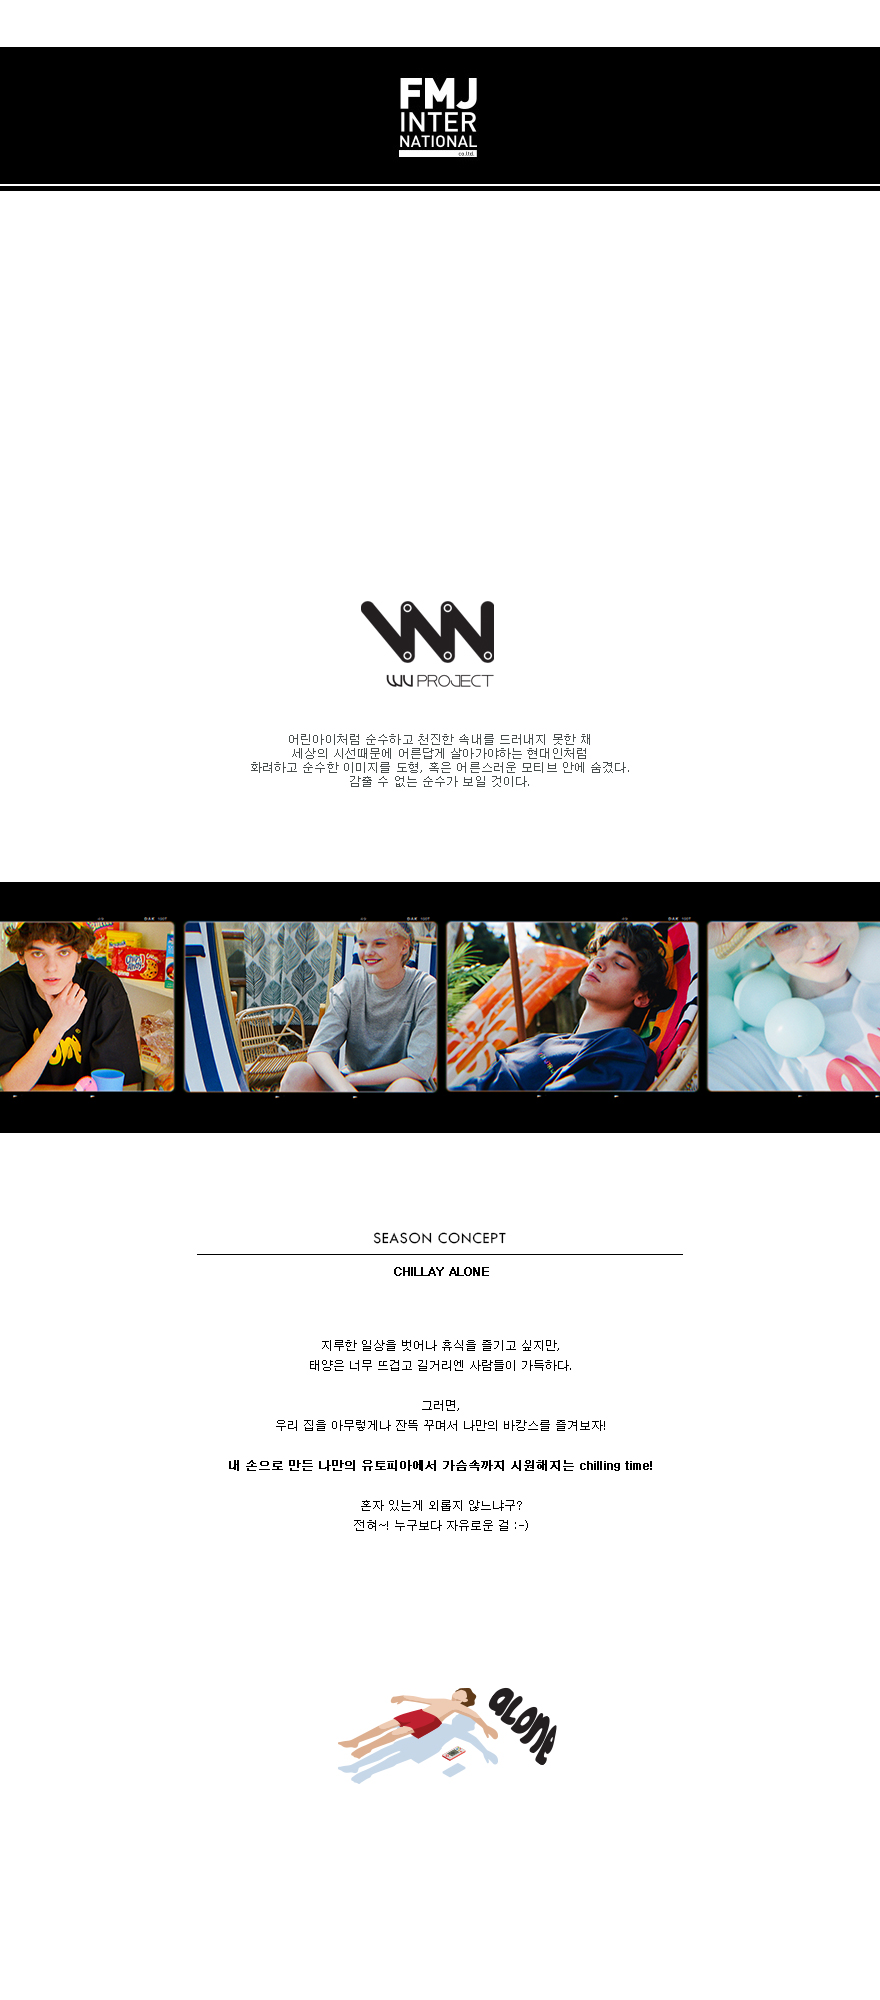 FMJ
INTER
NATIONAL
co.ltd.
WU PROJECT
어린아이처럼 순수하고 천진한 속내를 드러내지 못한 채
세상의 시선때문에 어른답게 살아가야하는 현대인처럼
화려하고 순수한 이미지를 도형, 혹은 어른스러운 모티브 안에 숨겼다.
감출 수 없는 순수가 보일 것이다.
SEASON CONCEPT
CHILLAY ALONE
지루한 일상을 벗어나 휴식을 즐기고 싶지만,
태양은 너무 뜨겁고 길거리엔 사람들이 가득하다.
그러면,
우리 집을 아무렇게나 잔뜩 꾸며서 나만의 바캉스를 즐겨보자!
내 손으로 만든 나만의 유토피아에서 가슴속까지 시원해지는 chilling time!
혼자 있는게 외롭지 않느냐구?
전혀~! 누구보다 자유로운 걸 :-)
ALONE